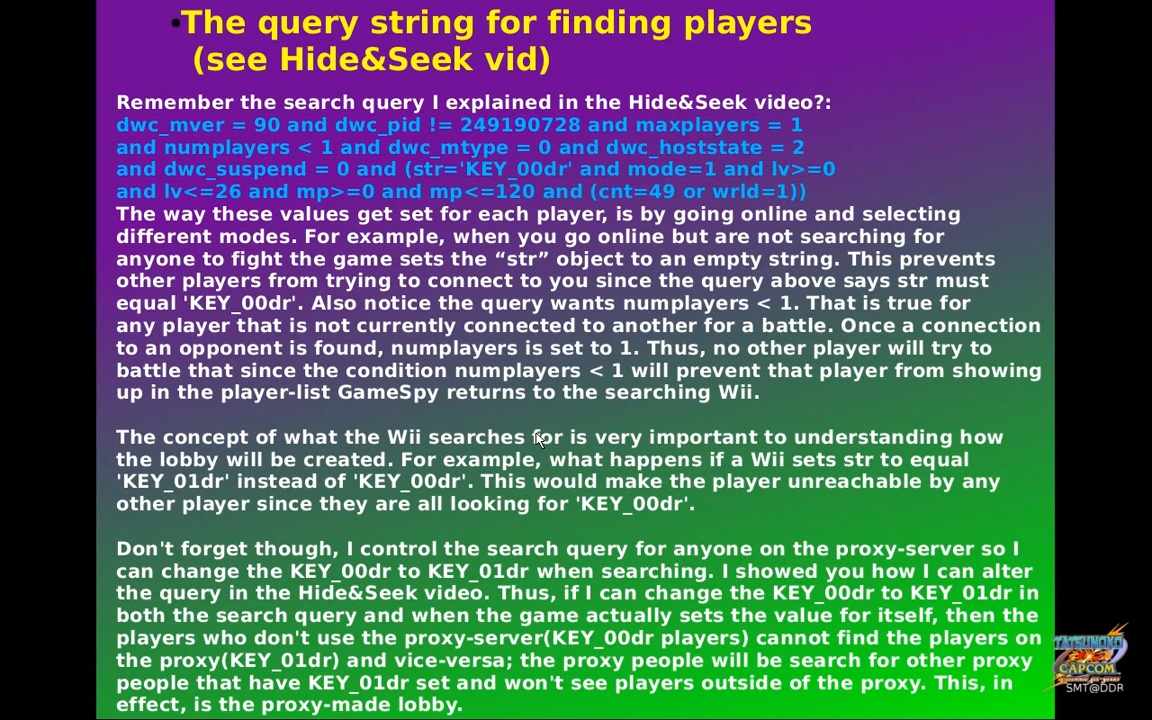 •The query string for finding players
(see Hide&Seek vid)
Remember the search query I explained in the Hide&Seek video?:
dwc_mver = 90 and dwc_pid != 249190728 and maxplayers = 1
and numplayers < 1 and dwc_mtype = 0 and dwc_hoststate = 2
and dwc_suspend = 0 and (str='KEY_00dr' and mode=1 and lv>=0
and lv<=26 and mp>=0 and mp<=120 and (cnt=49 or wrld=1))
The way these values get set for each player, is by going online and selecting
different modes. For example, when you go online but are not searching for
anyone to fight the game sets the “str” object to an empty string. This prevents
other players from trying to connect to you since the query above says str must
equal 'KEY_00dr'. Also notice the query wants numplayers < 1. That is true for
any player that is not currently connected to another for a battle. Once a connection
to an opponent is found, numplayers is set to 1. Thus, no other player will try to
battle that since the condition numplayers < 1 will prevent that player from showing
up in the player-list GameSpy returns to the searching Wii.
The concept of what the Wii searches for is very important to understanding how
the lobby will be created. For example, what happens if a Wii sets str to equal
'KEY_01dr' instead of 'KEY_00dr'. This would make the player unreachable by any
other player since they are all looking for 'KEY_00dr'.
Don't forget though, I control the search query for anyone on the proxy-server so I
can change the KEY_00dr to KEY_01dr when searching. I showed you how I can alter
the query in the Hide&Seek video. Thus, if I can change the KEY_00dr to KEY_01dr in
both the search query and when the game actually sets the value for itself, then the
players who don't use the proxy-server(KEY_00dr players) cannot find the players on
the proxy(KEY_01dr) and vice-versa; the proxy people will be search for other proxy
people that have KEY_01dr set and won't see players outside of the proxy. This, in
effect, is the proxy-made lobby.
TATSUNOKO
CAPCOM
SMT@DDR